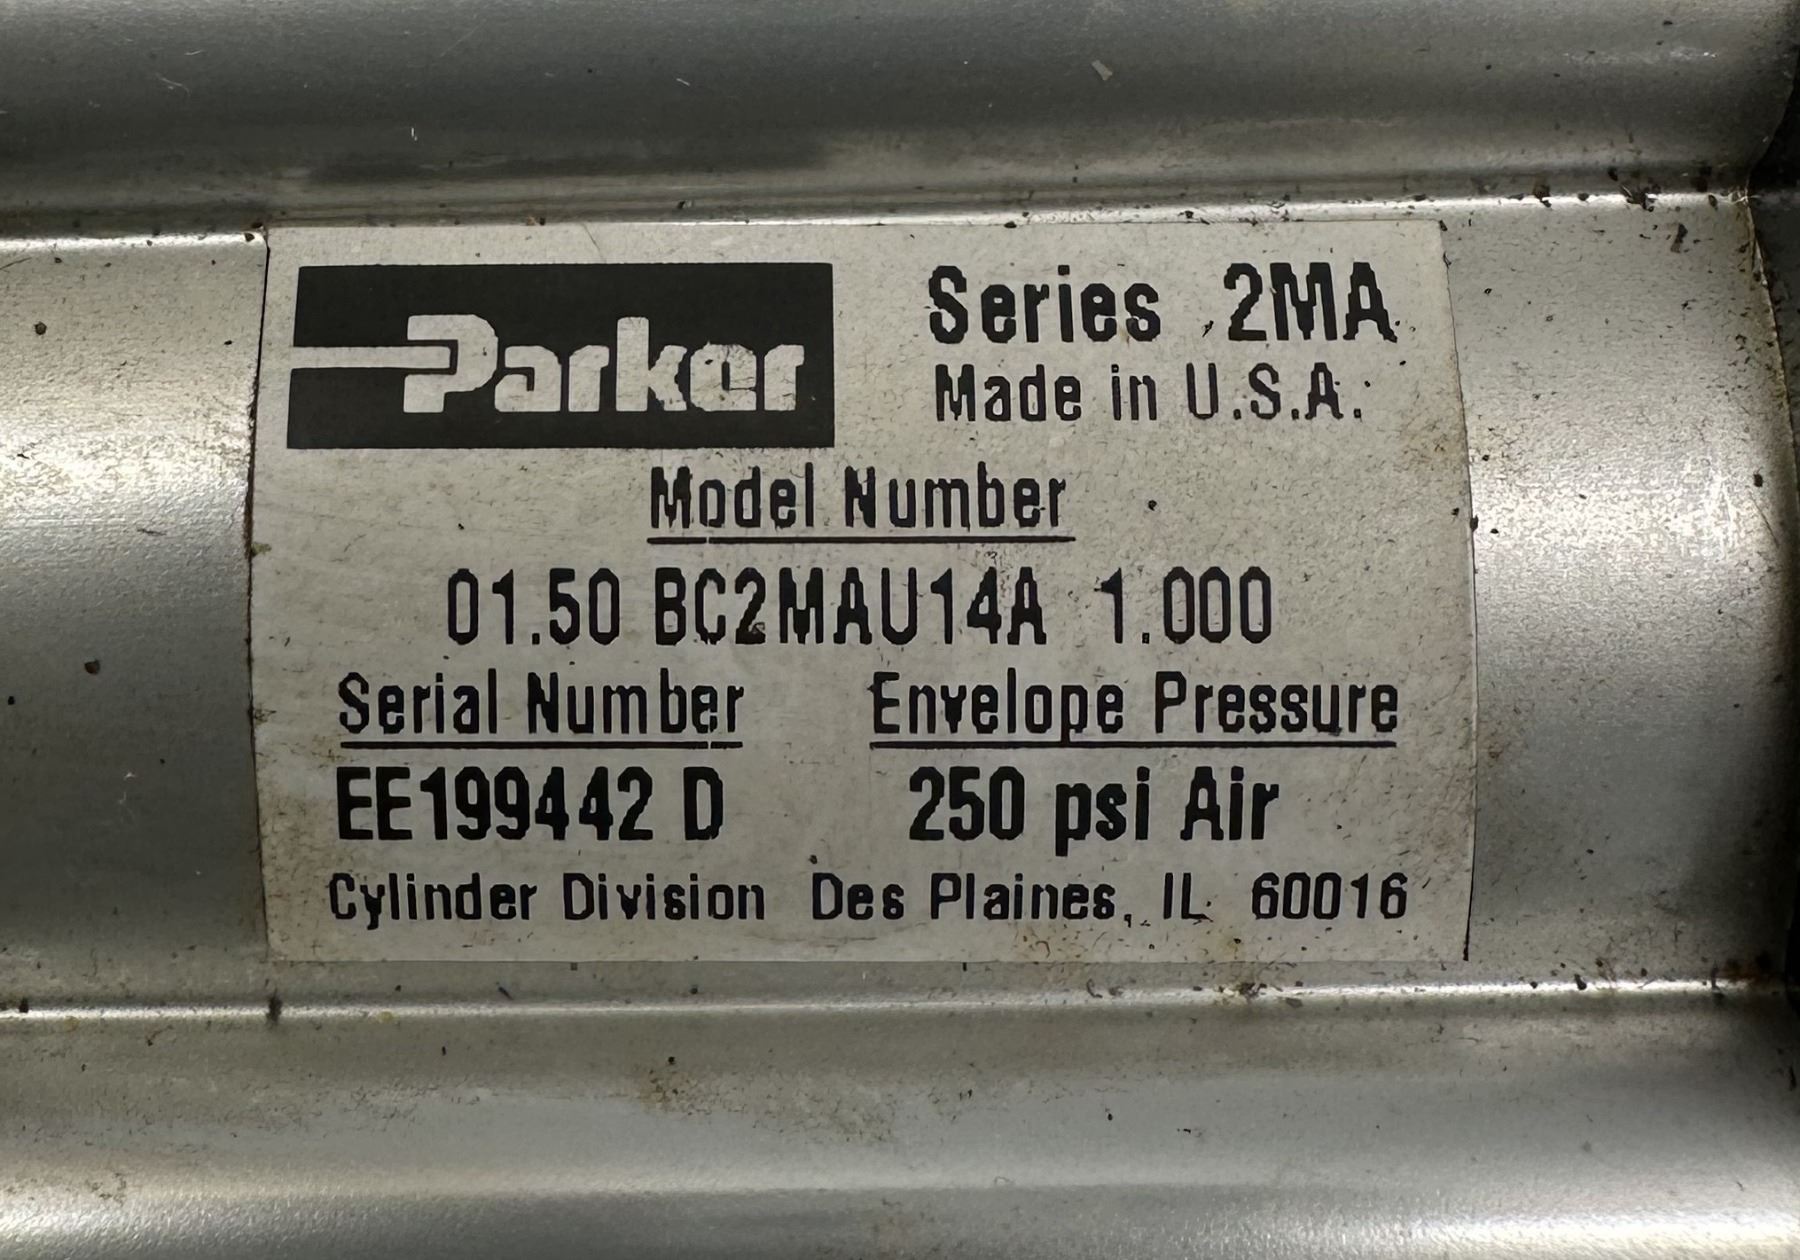 Parker
Series 2MA
Made in U.S.A.
Model Number
01.50 BC2MAU14A 1.000
Serial Number Envelope Pressure
EE199442 D 250 psi Air
Cylinder Division Des Plaines, IL 60016